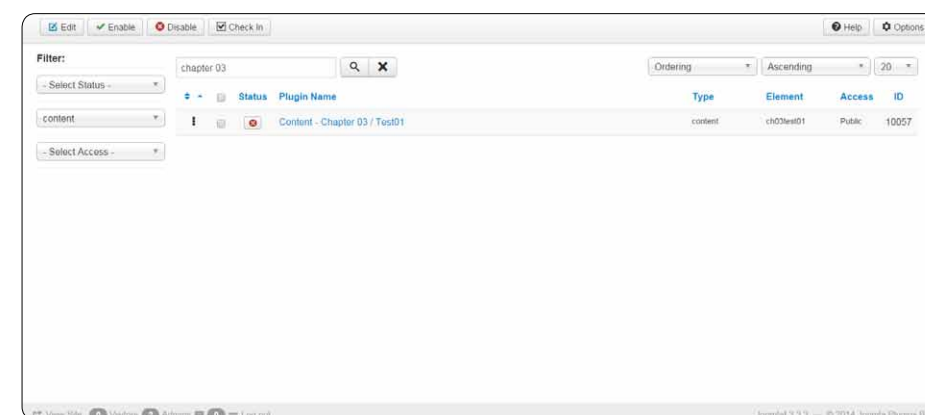 Edit Enable Disable Check In Help Options
Filter:
- Select Status -
content
- Select Access -
chapter 03
Ordering Ascending 20
Status Plugin Name Type Element Access ID
Content - Chapter 03 / Test01 content ch03test01 Public 10057